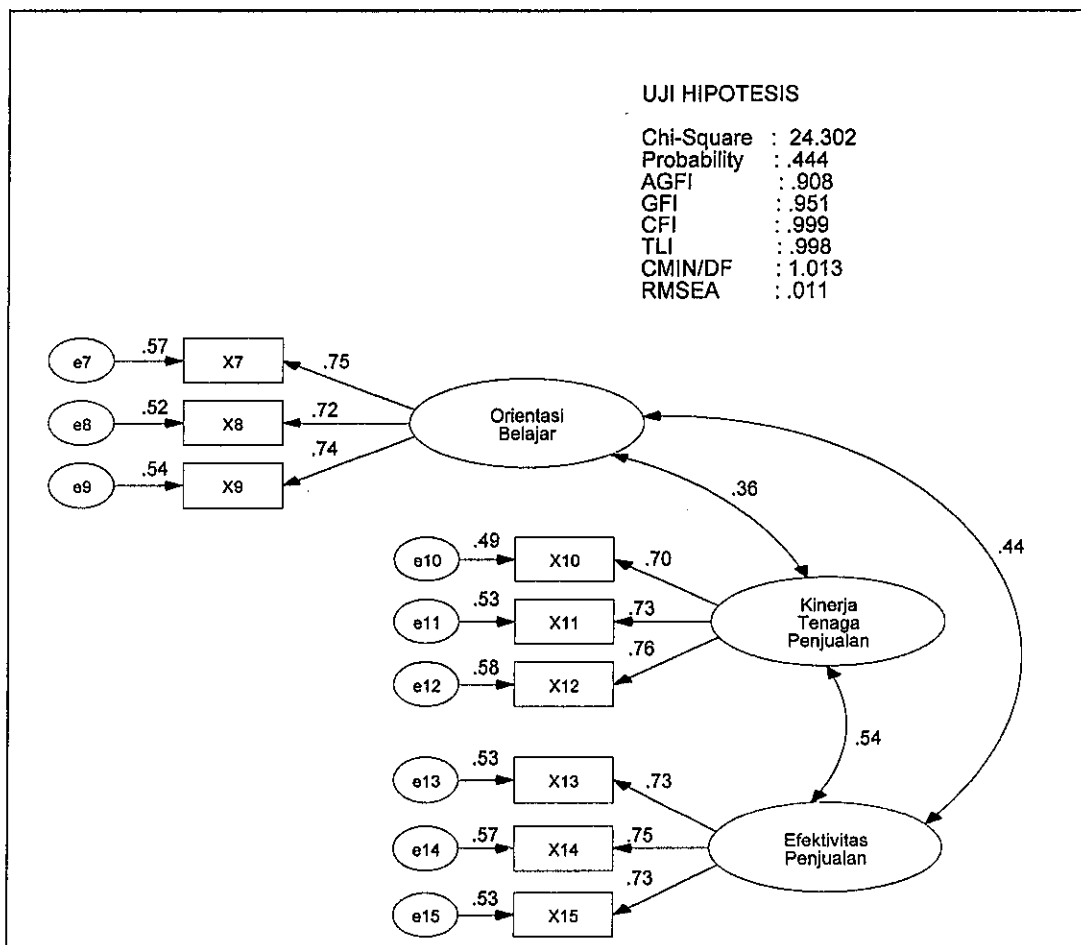 UJI HIPOTESIS
Chi-Square : 24.302
Probability : .444
AGFI : .908
GFI : .951
CFI : .999
TLI : .998
CMIN/DF : 1.013
RMSEA : .011
e7 .57 X7 .75
e8 .52 X8 .72
e9 .54 X9 .74
Orientasi
Belajar
.36
.44
e10 .49 X10 .70
e11 .53 X11 .73
e12 .58 X12 .76
Kinerja
Tenaga
Penjualan
.54
e13 .53 X13 .73
e14 .57 X14 .75
e15 .53 X15 .73
Efektivitas
Penjualan